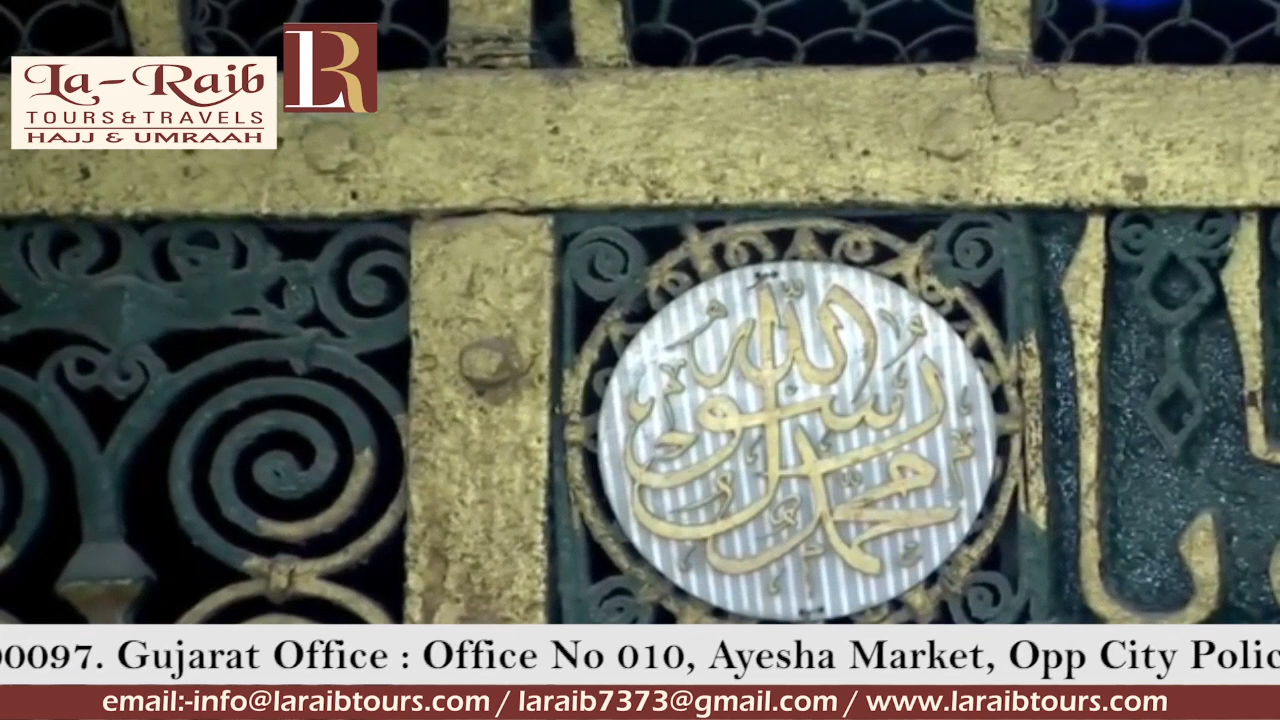 La-Raib
TOURS & TRAVELS
HAJJ & UMRAAH
LR
الله
رسول
محمد
0097. Gujarat Office : Office No 010, Ayesha Market, Opp City Polic
email:-info@laraibtours.com / laraib7373@gmail.com / www.laraibtours.com